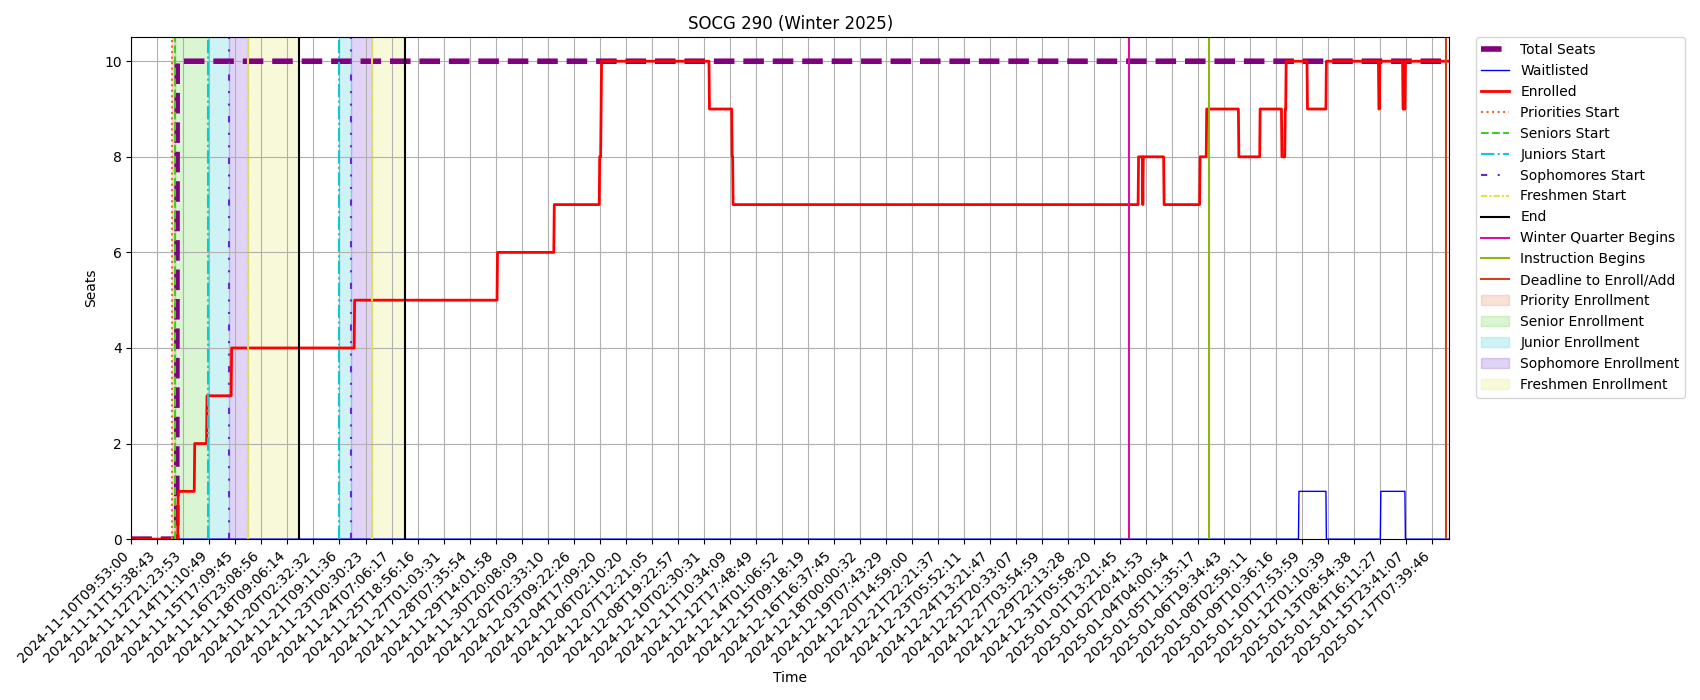 SOCG 290 (Winter 2025)
Seats
10
8
6
4
2
0
2024-11-10T09:53:00
2024-11-11T15:38:43
2024-11-12T21:23:53
2024-11-14T11:10:49
2024-11-15T17:09:45
2024-11-16T23:08:56
2024-11-18T09:06:14
2024-11-20T02:32:32
2024-11-21T09:11:36
2024-11-23T00:30:23
2024-11-24T07:06:17
2024-11-25T18:56:16
2024-11-27T01:03:31
2024-11-28T07:35:54
2024-11-29T14:01:58
2024-11-30T20:08:09
2024-12-02T02:33:10
2024-12-03T09:22:26
2024-12-04T17:09:20
2024-12-06T02:10:20
2024-12-07T12:21:05
2024-12-08T19:22:57
2024-12-10T02:30:31
2024-12-11T10:34:09
2024-12-12T17:48:49
2024-12-14T01:06:52
2024-12-15T09:18:19
2024-12-16T16:37:45
2024-12-18T00:00:32
2024-12-19T07:43:29
2024-12-20T14:59:00
2024-12-21T22:21:37
2024-12-23T05:52:11
2024-12-24T13:21:47
2024-12-25T20:33:07
2024-12-27T03:54:59
2024-12-29T22:13:28
2024-12-31T05:58:20
2025-01-01T13:21:45
2025-01-02T20:41:53
2025-01-04T04:00:54
2025-01-05T11:35:17
2025-01-06T19:34:43
2025-01-08T02:59:11
2025-01-09T10:36:16
2025-01-10T17:53:59
2025-01-12T01:10:39
2025-01-13T08:54:38
2025-01-14T16:11:27
2025-01-15T23:41:07
2025-01-17T07:39:46
Time
Total Seats
Waitlisted
Enrolled
Priorities Start
Seniors Start
Juniors Start
Sophomores Start
Freshmen Start
End
Winter Quarter Begins
Instruction Begins
Deadline to Enroll/Add
Priority Enrollment
Senior Enrollment
Junior Enrollment
Sophomore Enrollment
Freshmen Enrollment